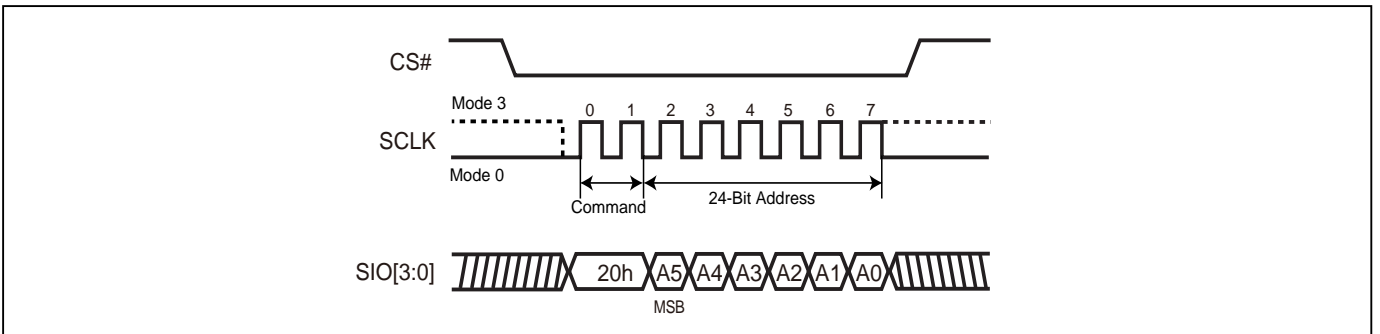 CS#
Mode 3
0 1 2 3 4 5 6 7
SCLK
Mode 0
Command
24-Bit Address
SIO[3:0]
20h A5 A4 A3 A2 A1 A0
MSB